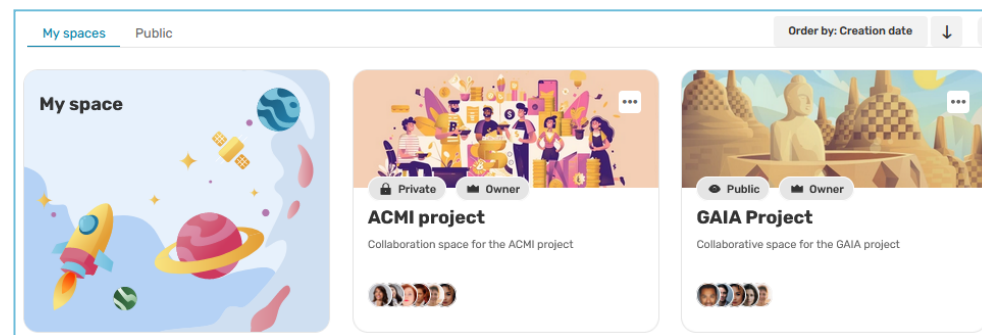 My spaces
Public
Order by: Creation date
My space
Private
Owner
ACMI project
Collaboration space for the ACMI project
Public
Owner
GAIA Project
Collaborative space for the GAIA project